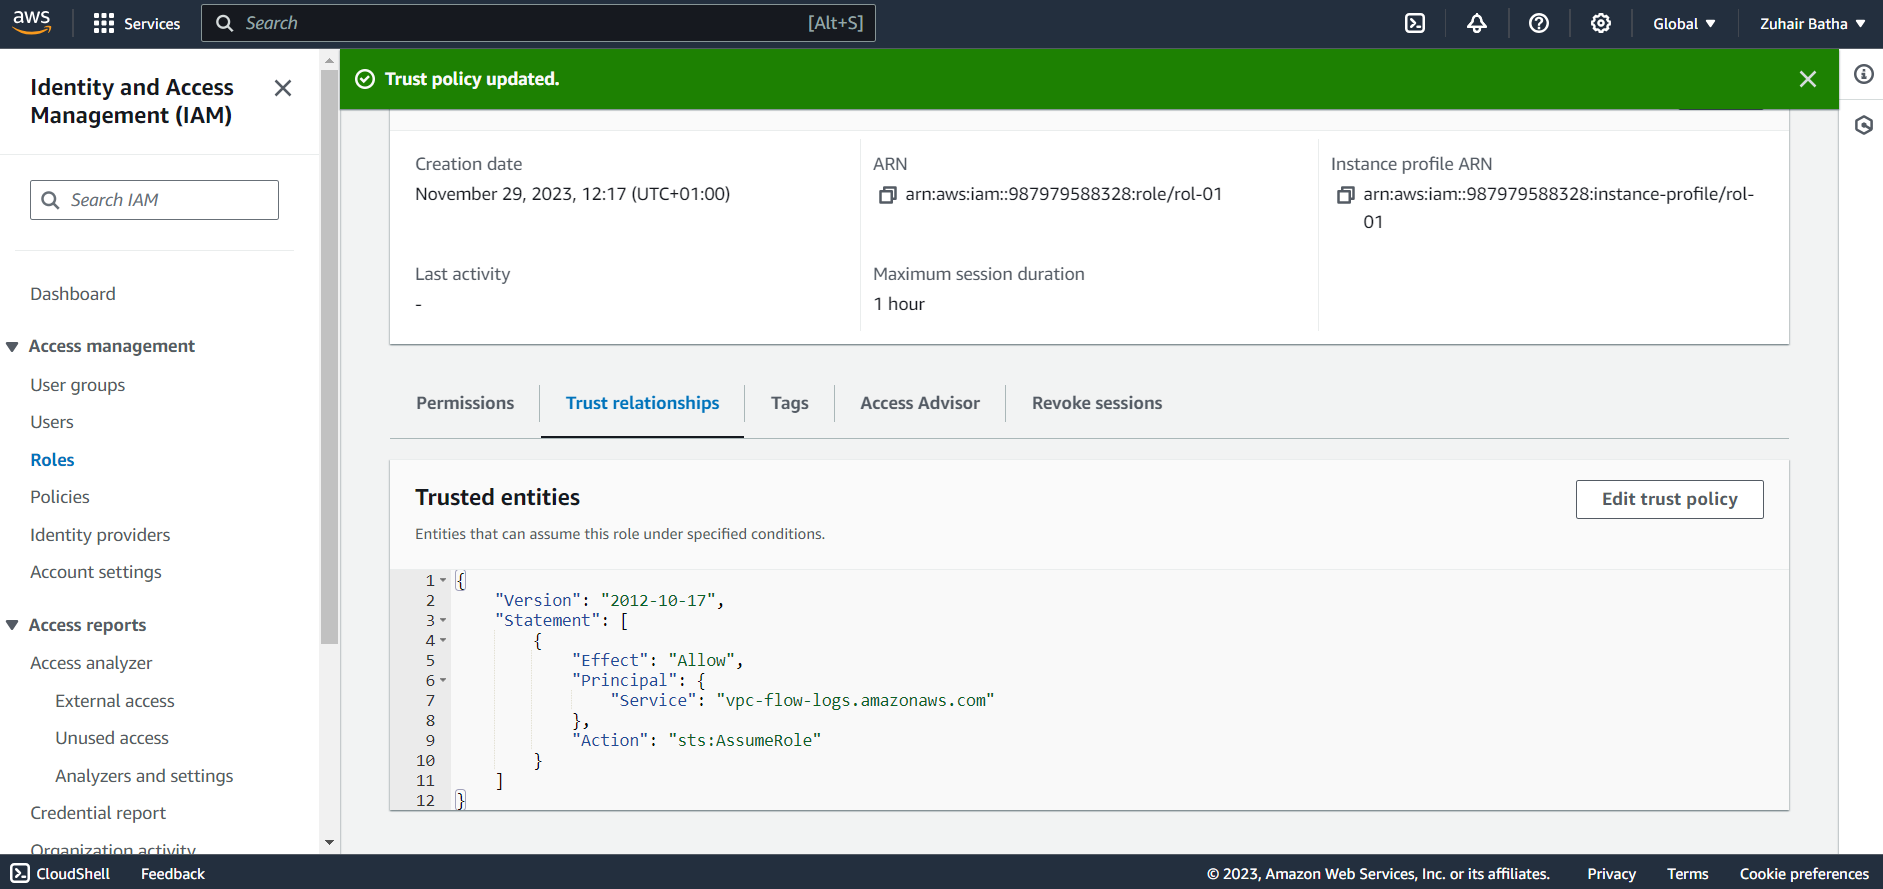 aws
Services
Search
[Alt+S]
Global
Zuhair Batha
Identity and Access
Management (IAM)
Search IAM
Dashboard
Access management
User groups
Users
Roles
Policies
Identity providers
Account settings
Access reports
Access analyzer
External access
Unused access
Analyzers and settings
Credential report
Organization activity
Trust policy updated.
Creation date
November 29, 2023, 12:17 (UTC+01:00)
ARN
arn:aws:iam::987979588328:role/rol-01
Instance profile ARN
arn:aws:iam::987979588328:instance-profile/rol-
01
Last activity
-
Maximum session duration
1 hour
Permissions
Trust relationships
Tags
Access Advisor
Revoke sessions
Trusted entities
Edit trust policy
Entities that can assume this role under specified conditions.
1 {
2 "Version": "2012-10-17",
3 "Statement": [
4 {
5 "Effect": "Allow",
6 "Principal": {
7 "Service": "vpc-flow-logs.amazonaws.com"
8 },
9 "Action": "sts:AssumeRole"
10 }
11 ]
12 }
CloudShell
Feedback
© 2023, Amazon Web Services, Inc. or its affiliates.
Privacy
Terms
Cookie preferences